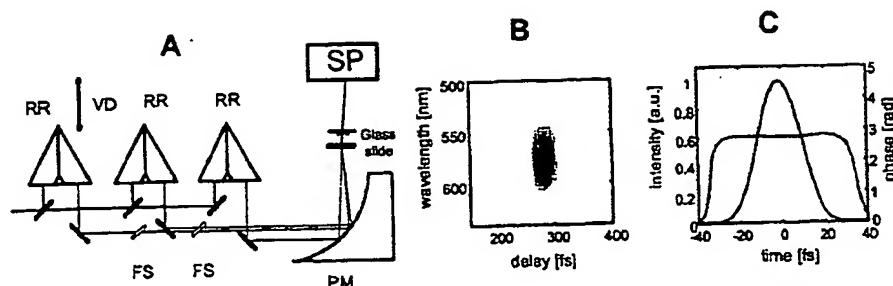 A
SP
RR
VD
RR
RR
Glass
slide
FS
FS
PM
B
wavelength [nm]
500
550
600
200
300
400
delay [fs]
C
intensity [a.u.]
1
0.8
0.6
0.4
0.2
0
-40
-20
0
20
40
time [fs]
5
4
3
2
1
0
phase [rad]